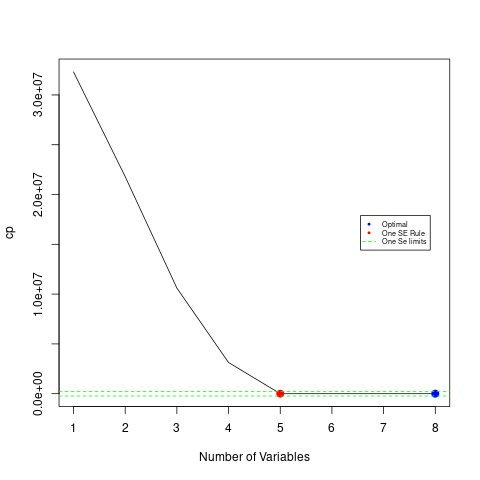 3.0e+07
2.0e+07
1.0e+07
0.0e+00
cp
Optimal
One SE Rule
One Se limits
1 2 3 4 5 6 7 8
Number of Variables